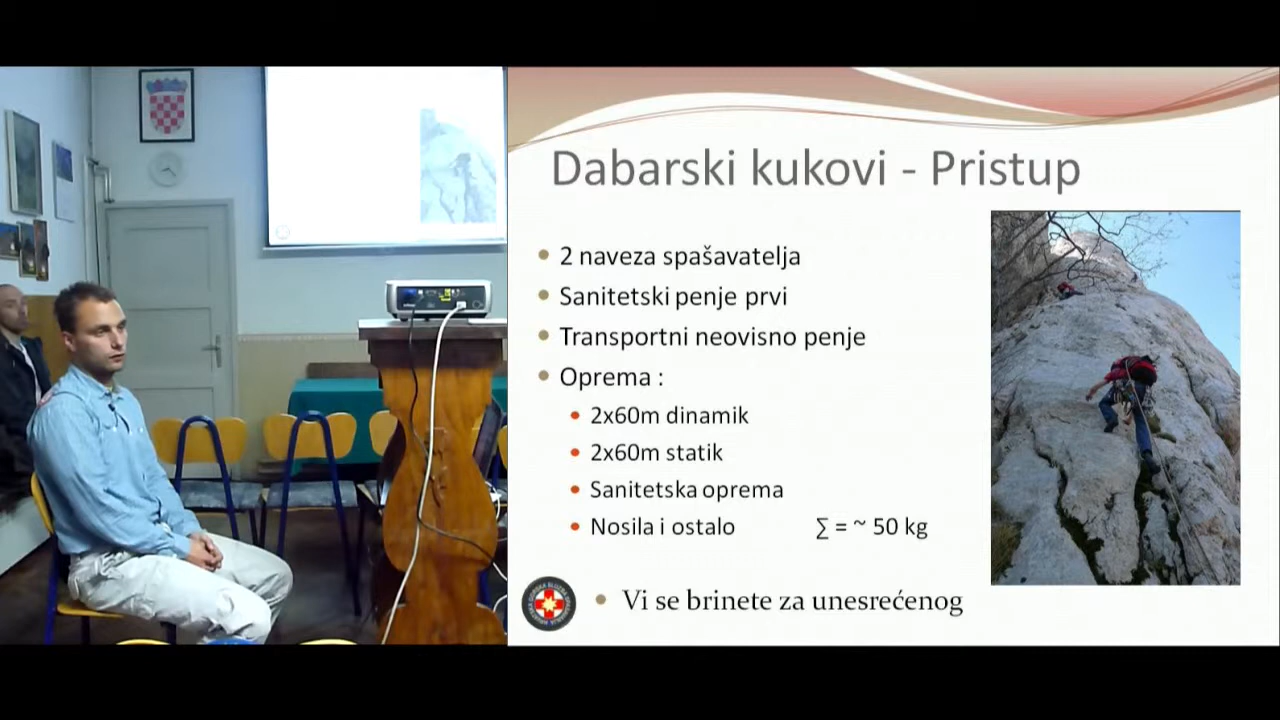 Dabarski kukovi - Pristup
2 naveza spašavatelja
Sanitetski penje prvi
Transportni neovisno penje
Oprema :
2x60m dinamik
2x60m statik
Sanitetska oprema
Nosila i ostalo ∑ = ~ 50 kg
Vi se brinete za unesrećenog